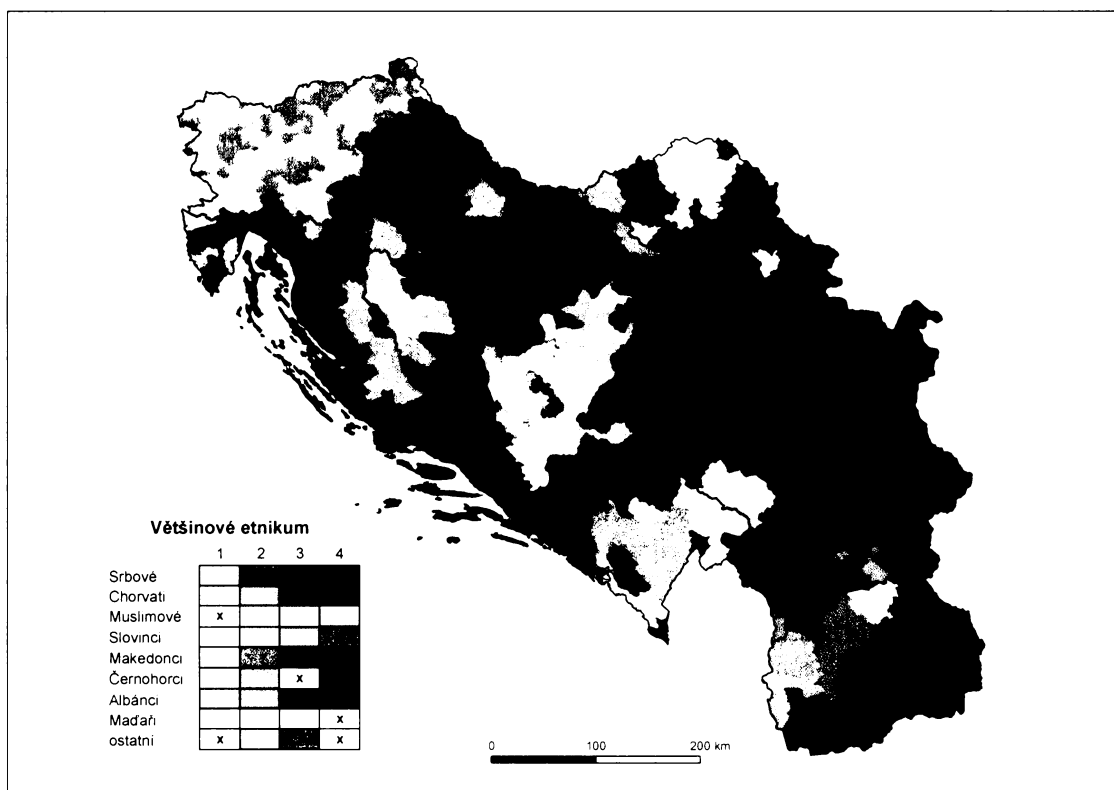 Většinové etnikum
1 2 3 4
Srbové
Chorvati
Muslimové x
Slovinci
Makedonci
Černohorci x
Albánci
Maďaři x
ostatní x x
0 100 200 km